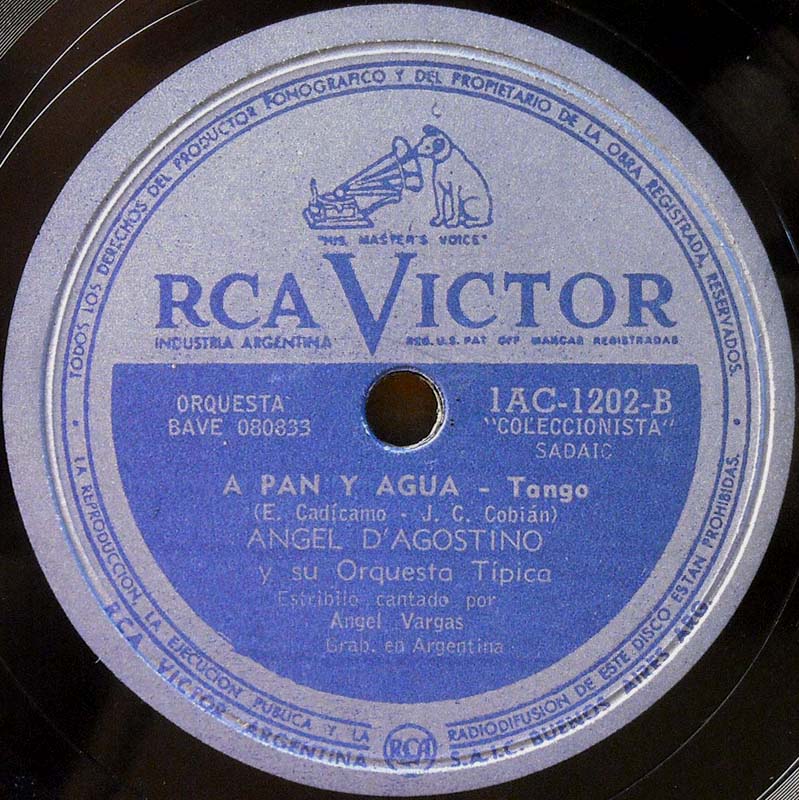 TODOS LOS DERECHOS DEL PRODUCTOR FONOGRAFICO Y DEL PROPIETARIO DE LA OBRA REGISTRADA, RESERVADOS.
"HIS MASTER'S VOICE"
RCA VICTOR
INDUSTRIA ARGENTINA
REG. U.S. PAT OFF MARCAS REGISTRADAS
ORQUESTA
BAVE 080833
1AC-1202-B
"COLECCIONISTA"
SADAIC
A PAN Y AGUA - Tango
(E. Cadícamo - J. C. Cobián)
ANGEL D'AGOSTINO
y su Orquesta Típica
Estribilo cantado por
Angel Vargas
Grab. en Argentina
LA REPRODUCCION, LA EJECUCION PUBLICA Y LA RADIODIFUSION DE ESTE DISCO ESTAN PROHIBIDAS.
RCA VICTOR ARGENTINA S.A.I.C. BUENOS AIRES ARG.
RCA